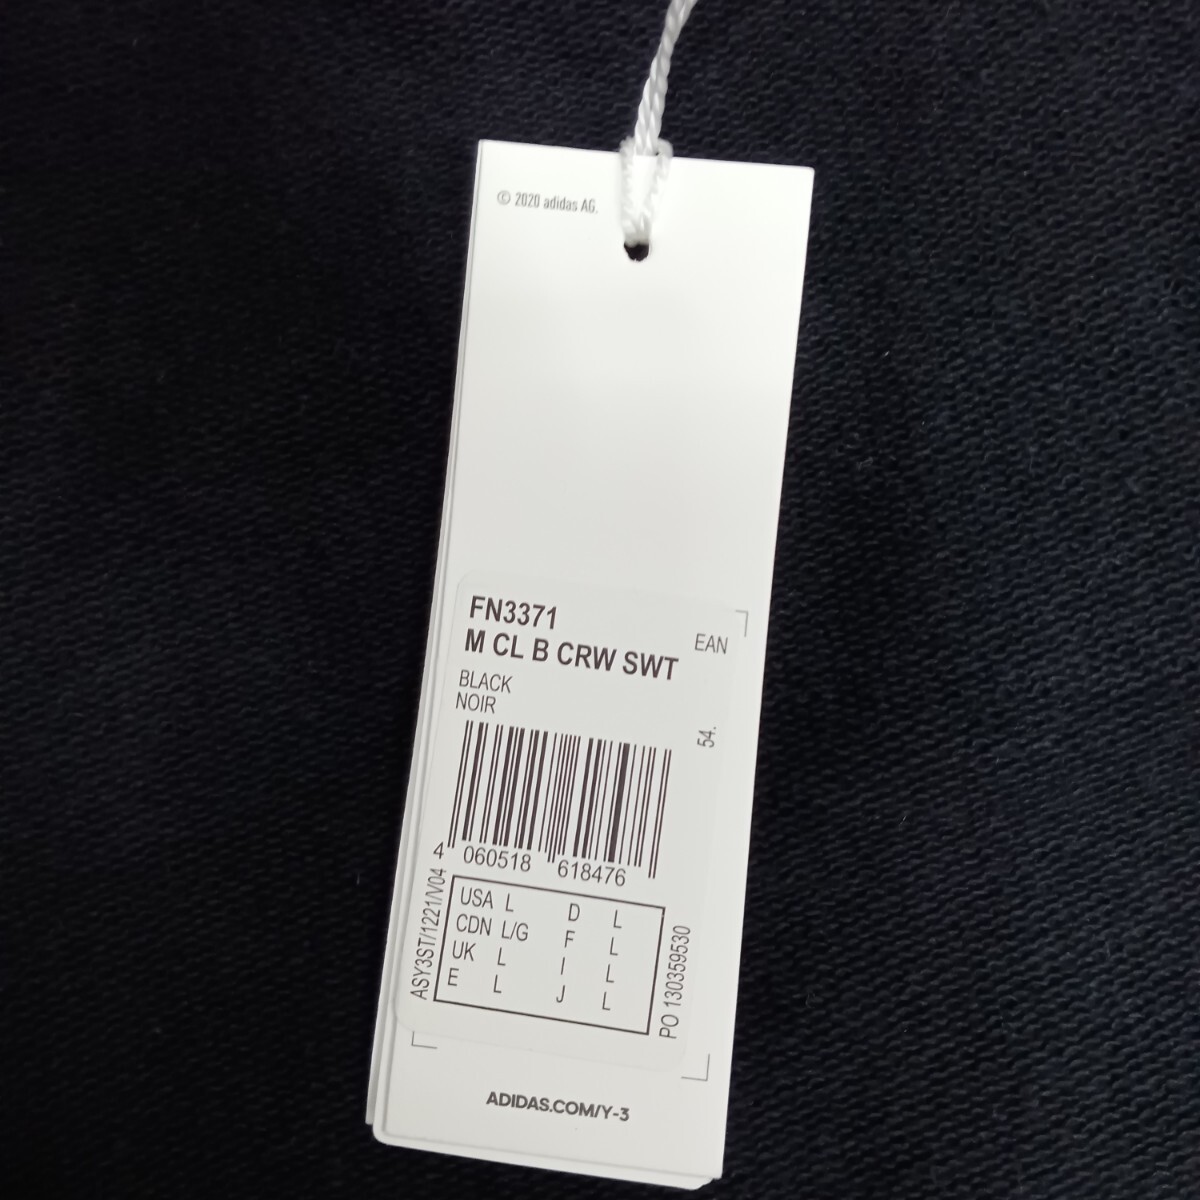 © 2020 adidas AG.
FN3371
M CL B CRW SWT
EAN
BLACK
NOIR
54.
4 060518 618476
ASY3ST/1221/V04
USA L D L
CDN L/G F L
UK L I L
E L J L
PO 130359530
ADIDAS.COM/Y-3